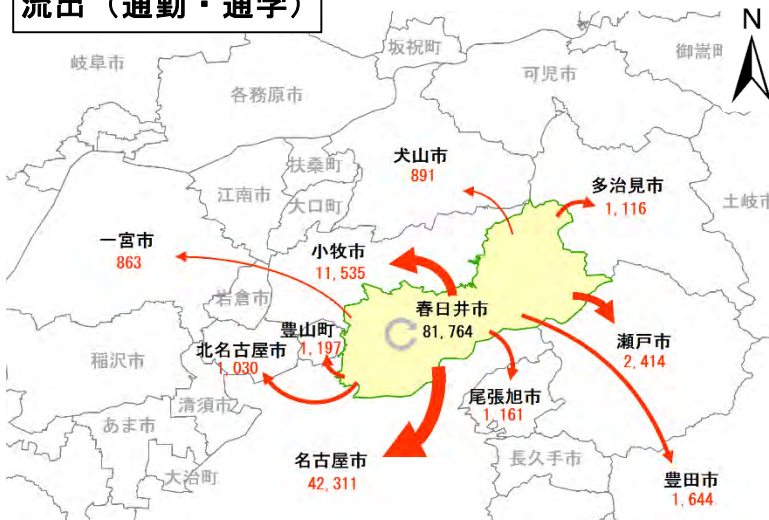 流出（通勤・通学）
N
岐阜市
坂祝町
御嵩町
可児市
各務原市
犬山市
891
扶桑町
多治見市
1,116
江南市
大口町
土岐市
一宮市
863
小牧市
11,535
岩倉市
春日井市
81,764
豊山町
1,197
北名古屋市
1,030
瀬戸市
2,414
稲沢市
清須市
尾張旭市
1,161
あま市
名古屋市
42,311
長久手市
大治町
豊田市
1,644